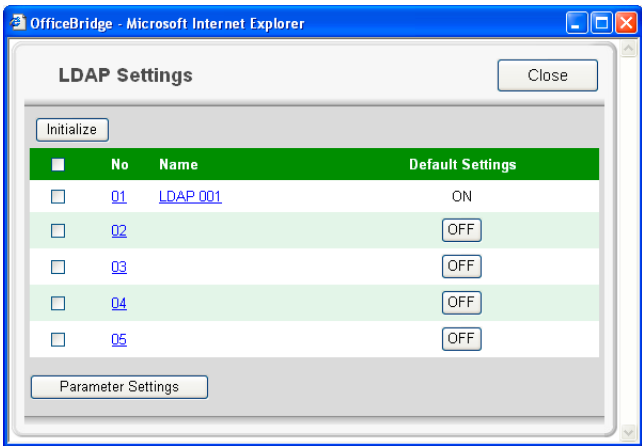 OfficeBridge - Microsoft Internet Explorer
LDAP Settings Close
Initialize
No Name Default Settings
01 LDAP 001 ON
02 OFF
03 OFF
04 OFF
05 OFF
Parameter Settings